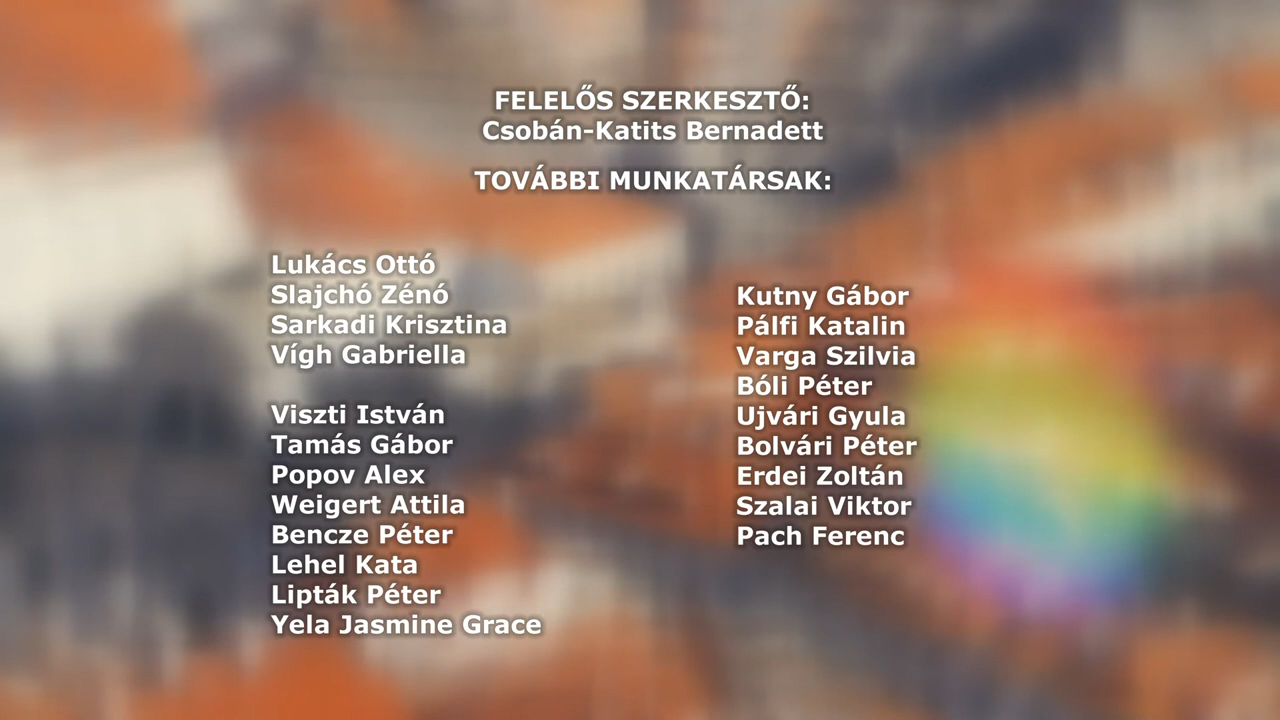 FELELŐS SZERKESZTŐ:
Csobán-Katits Bernadett
TOVÁBBI MUNKATÁRSAK:
Lukács Ottó
Slajchó Zénó
Sarkadi Krisztina
Vígh Gabriella
Viszti István
Tamás Gábor
Popov Alex
Weigert Attila
Bencze Péter
Lehel Kata
Lipták Péter
Yela Jasmine Grace
Kutny Gábor
Pálfi Katalin
Varga Szilvia
Bóli Péter
Ujvári Gyula
Bolvári Péter
Erdei Zoltán
Szalai Viktor
Pach Ferenc